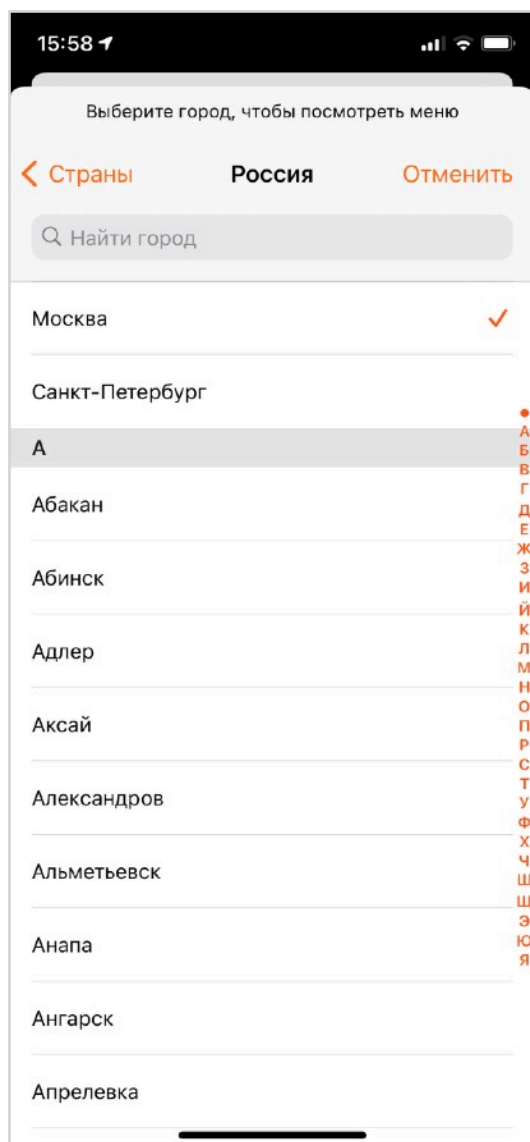 15:58
Выберите город, чтобы посмотреть меню
Страны
Россия
Отменить
Найти город
Москва
Санкт-Петербург
А
Абакан
Абинск
Адлер
Аксай
Александров
Альметьевск
Анапа
Ангарск
Апрелевка
А
Б
В
Г
Д
Е
Ж
З
И
Й
К
Л
М
Н
О
П
Р
С
Т
У
Ф
Х
Ч
Ш
Щ
Э
Ю
Я